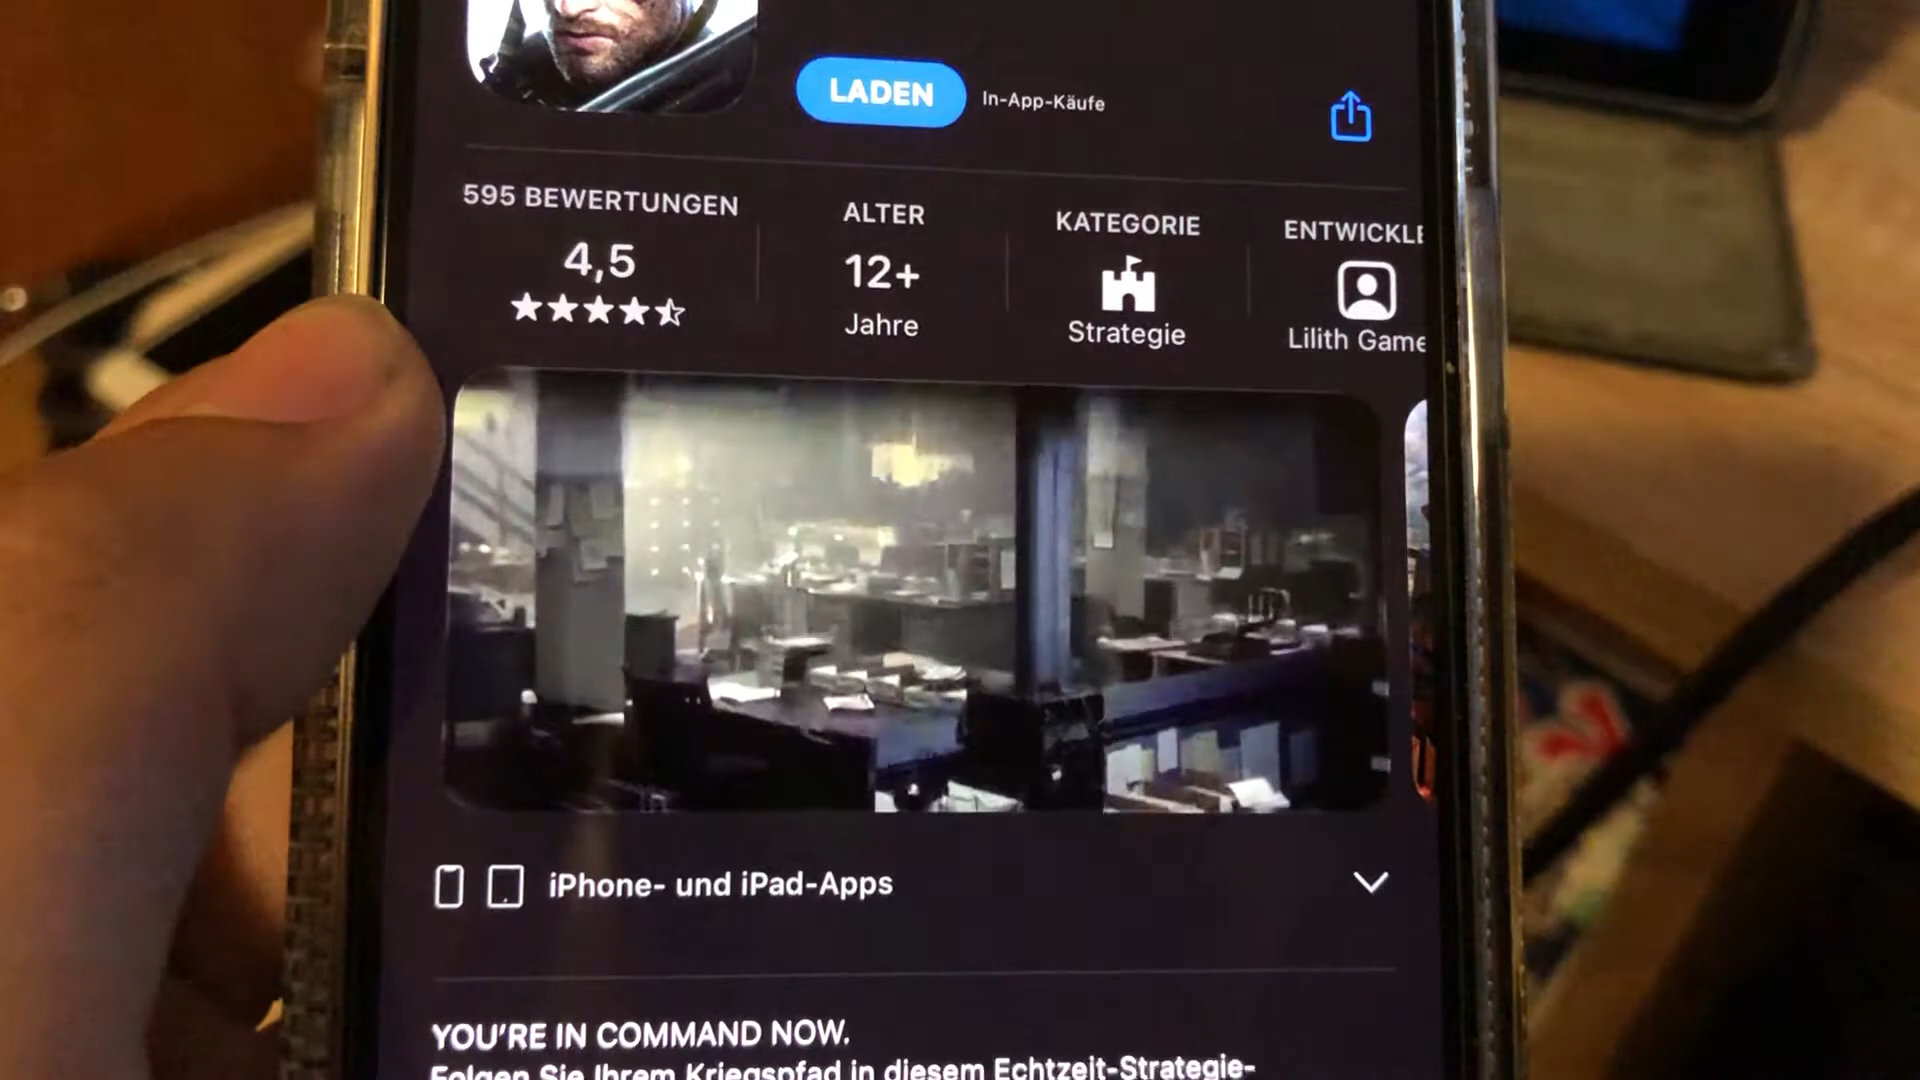 LADEN
In-App-Käufe
595 BEWERTUNGEN
4,5
ALTER
12+
Jahre
KATEGORIE
Strategie
ENTWICKLE
Lilith Game
iPhone- und iPad-Apps
YOU'RE IN COMMAND NOW.
Folgen Sie Ihrem Kriegspfad in diesem Echtzeit-Strategie-